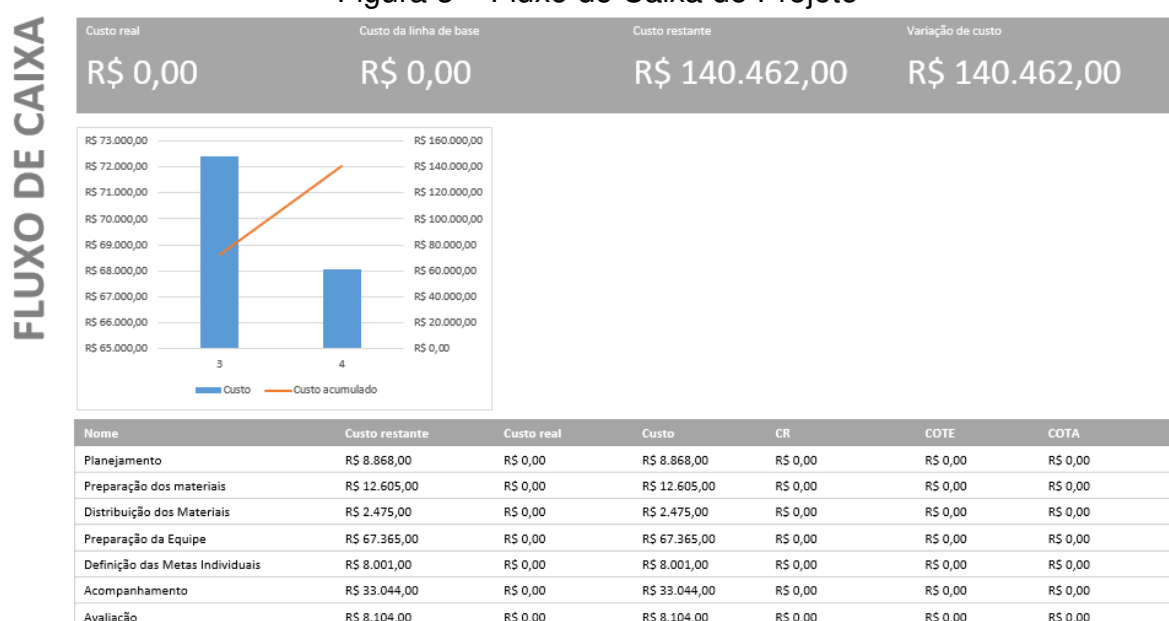 Figura 8 – Fluxo de Caixa do Projeto
FLUXO DE CAIXA
Custo real Custo da linha de base Custo restante Variação de custo
R$ 0,00 R$ 0,00 R$ 140.462,00 R$ 140.462,00
R$ 73.000,00 R$ 160.000,00
R$ 72.000,00 R$ 140.000,00
R$ 71.000,00 R$ 120.000,00
R$ 70.000,00 R$ 100.000,00
R$ 69.000,00 R$ 80.000,00
R$ 68.000,00 R$ 60.000,00
R$ 67.000,00 R$ 40.000,00
R$ 66.000,00 R$ 20.000,00
R$ 65.000,00 R$ 0,00
3 4
Custo Custo acumulado
Nome Custo restante Custo real Custo CR COTE COTA
Planejamento R$ 8.868,00 R$ 0,00 R$ 8.868,00 R$ 0,00 R$ 0,00 R$ 0,00
Preparação dos materiais R$ 12.605,00 R$ 0,00 R$ 12.605,00 R$ 0,00 R$ 0,00 R$ 0,00
Distribuição dos Materiais R$ 2.475,00 R$ 0,00 R$ 2.475,00 R$ 0,00 R$ 0,00 R$ 0,00
Preparação da Equipe R$ 67.365,00 R$ 0,00 R$ 67.365,00 R$ 0,00 R$ 0,00 R$ 0,00
Definição das Metas Individuais R$ 8.001,00 R$ 0,00 R$ 8.001,00 R$ 0,00 R$ 0,00 R$ 0,00
Acompanhamento R$ 33.044,00 R$ 0,00 R$ 33.044,00 R$ 0,00 R$ 0,00 R$ 0,00
Avaliação R$ 8.104,00 R$ 0,00 R$ 8.104,00 R$ 0,00 R$ 0,00 R$ 0,00